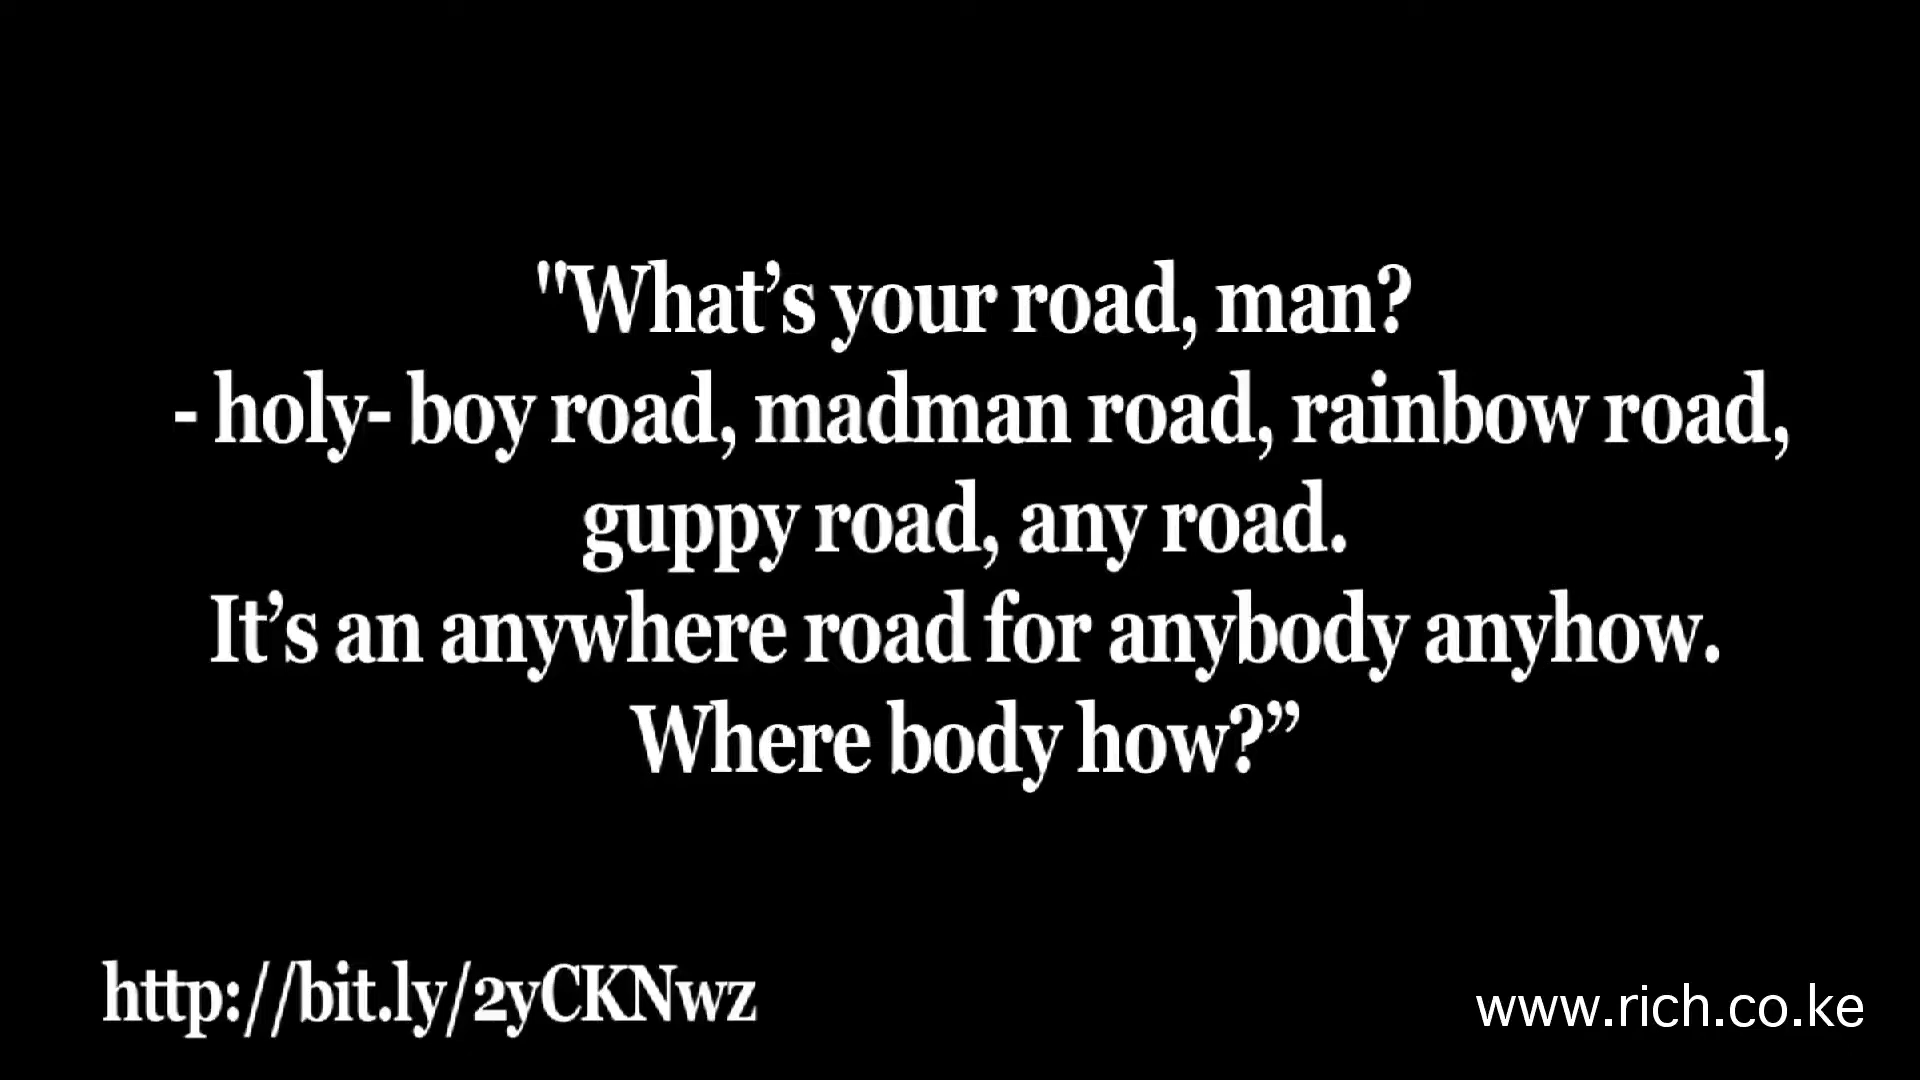 "What’s your road, man?
- holy- boy road, madman road, rainbow road,
guppy road, any road.
It’s an anywhere road for anybody anyhow.
Where body how?”
http://bit.ly/2yCKNwz
www.rich.co.ke